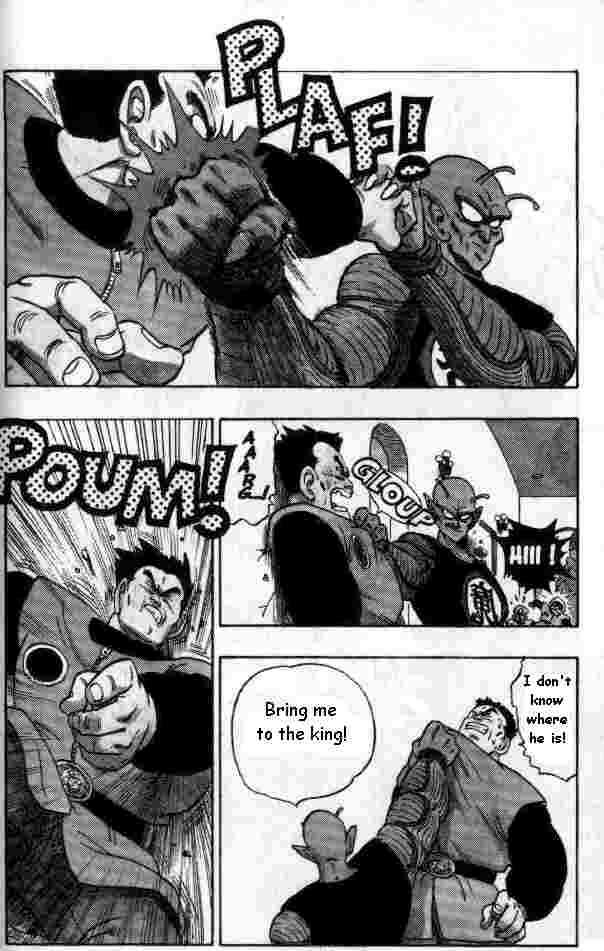 PLAF!
POUM!
AAARG..!
GLOUP
HIII !
Bring me
to the king!
I don't
know
where
he is!